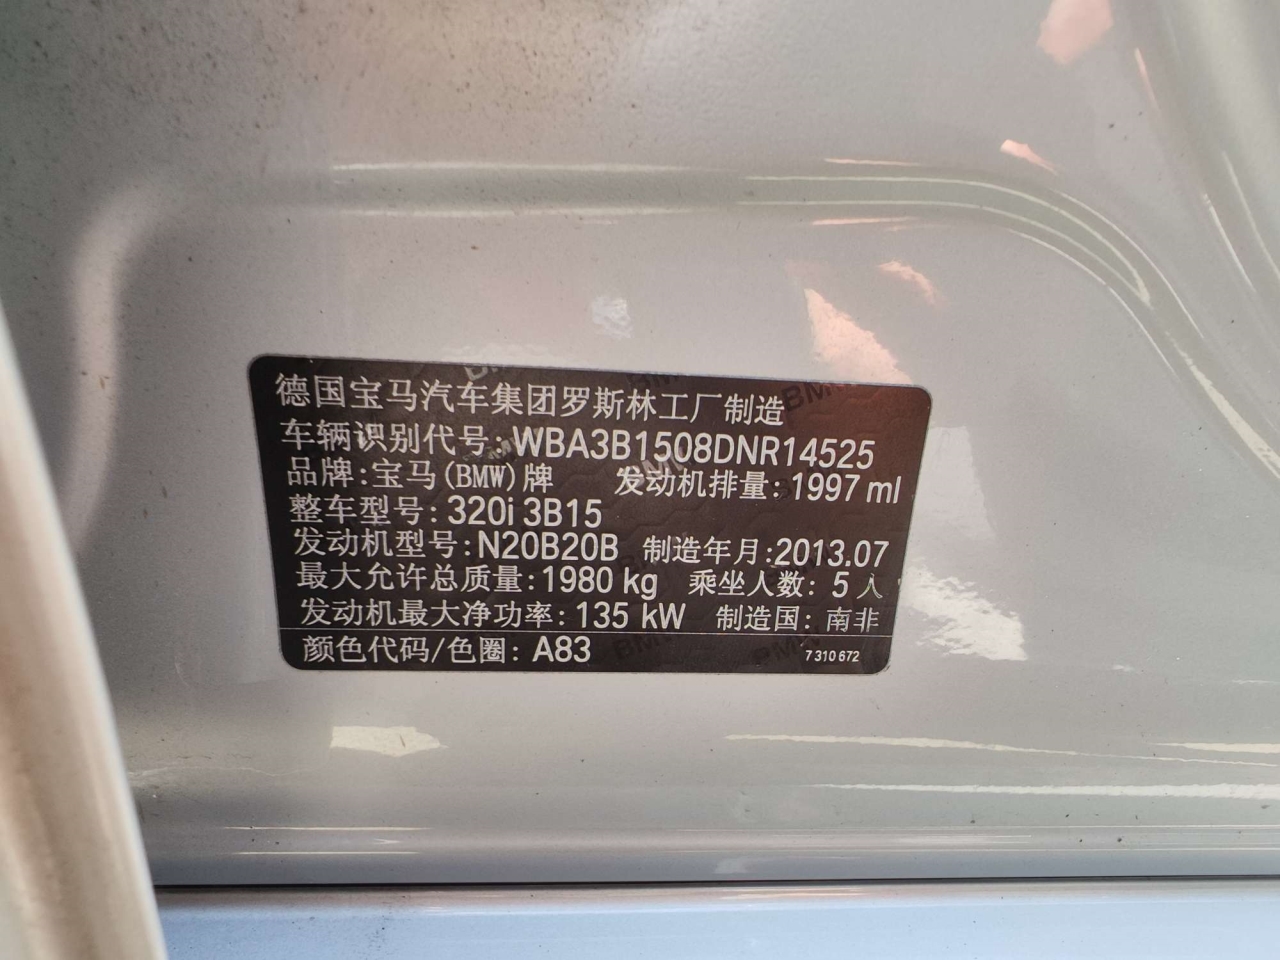 德国宝马汽车集团罗斯林工厂制造
车辆识别代号:WBA3B1508DNR14525
品牌:宝马(BMW)牌 发动机排量:1997 ml
整车型号:320i 3B15
发动机型号:N20B20B 制造年月:2013.07
最大允许总质量:1980 kg 乘坐人数: 5人
发动机最大净功率:135 kW 制造国: 南非
颜色代码/色圈: A83 7 310 672